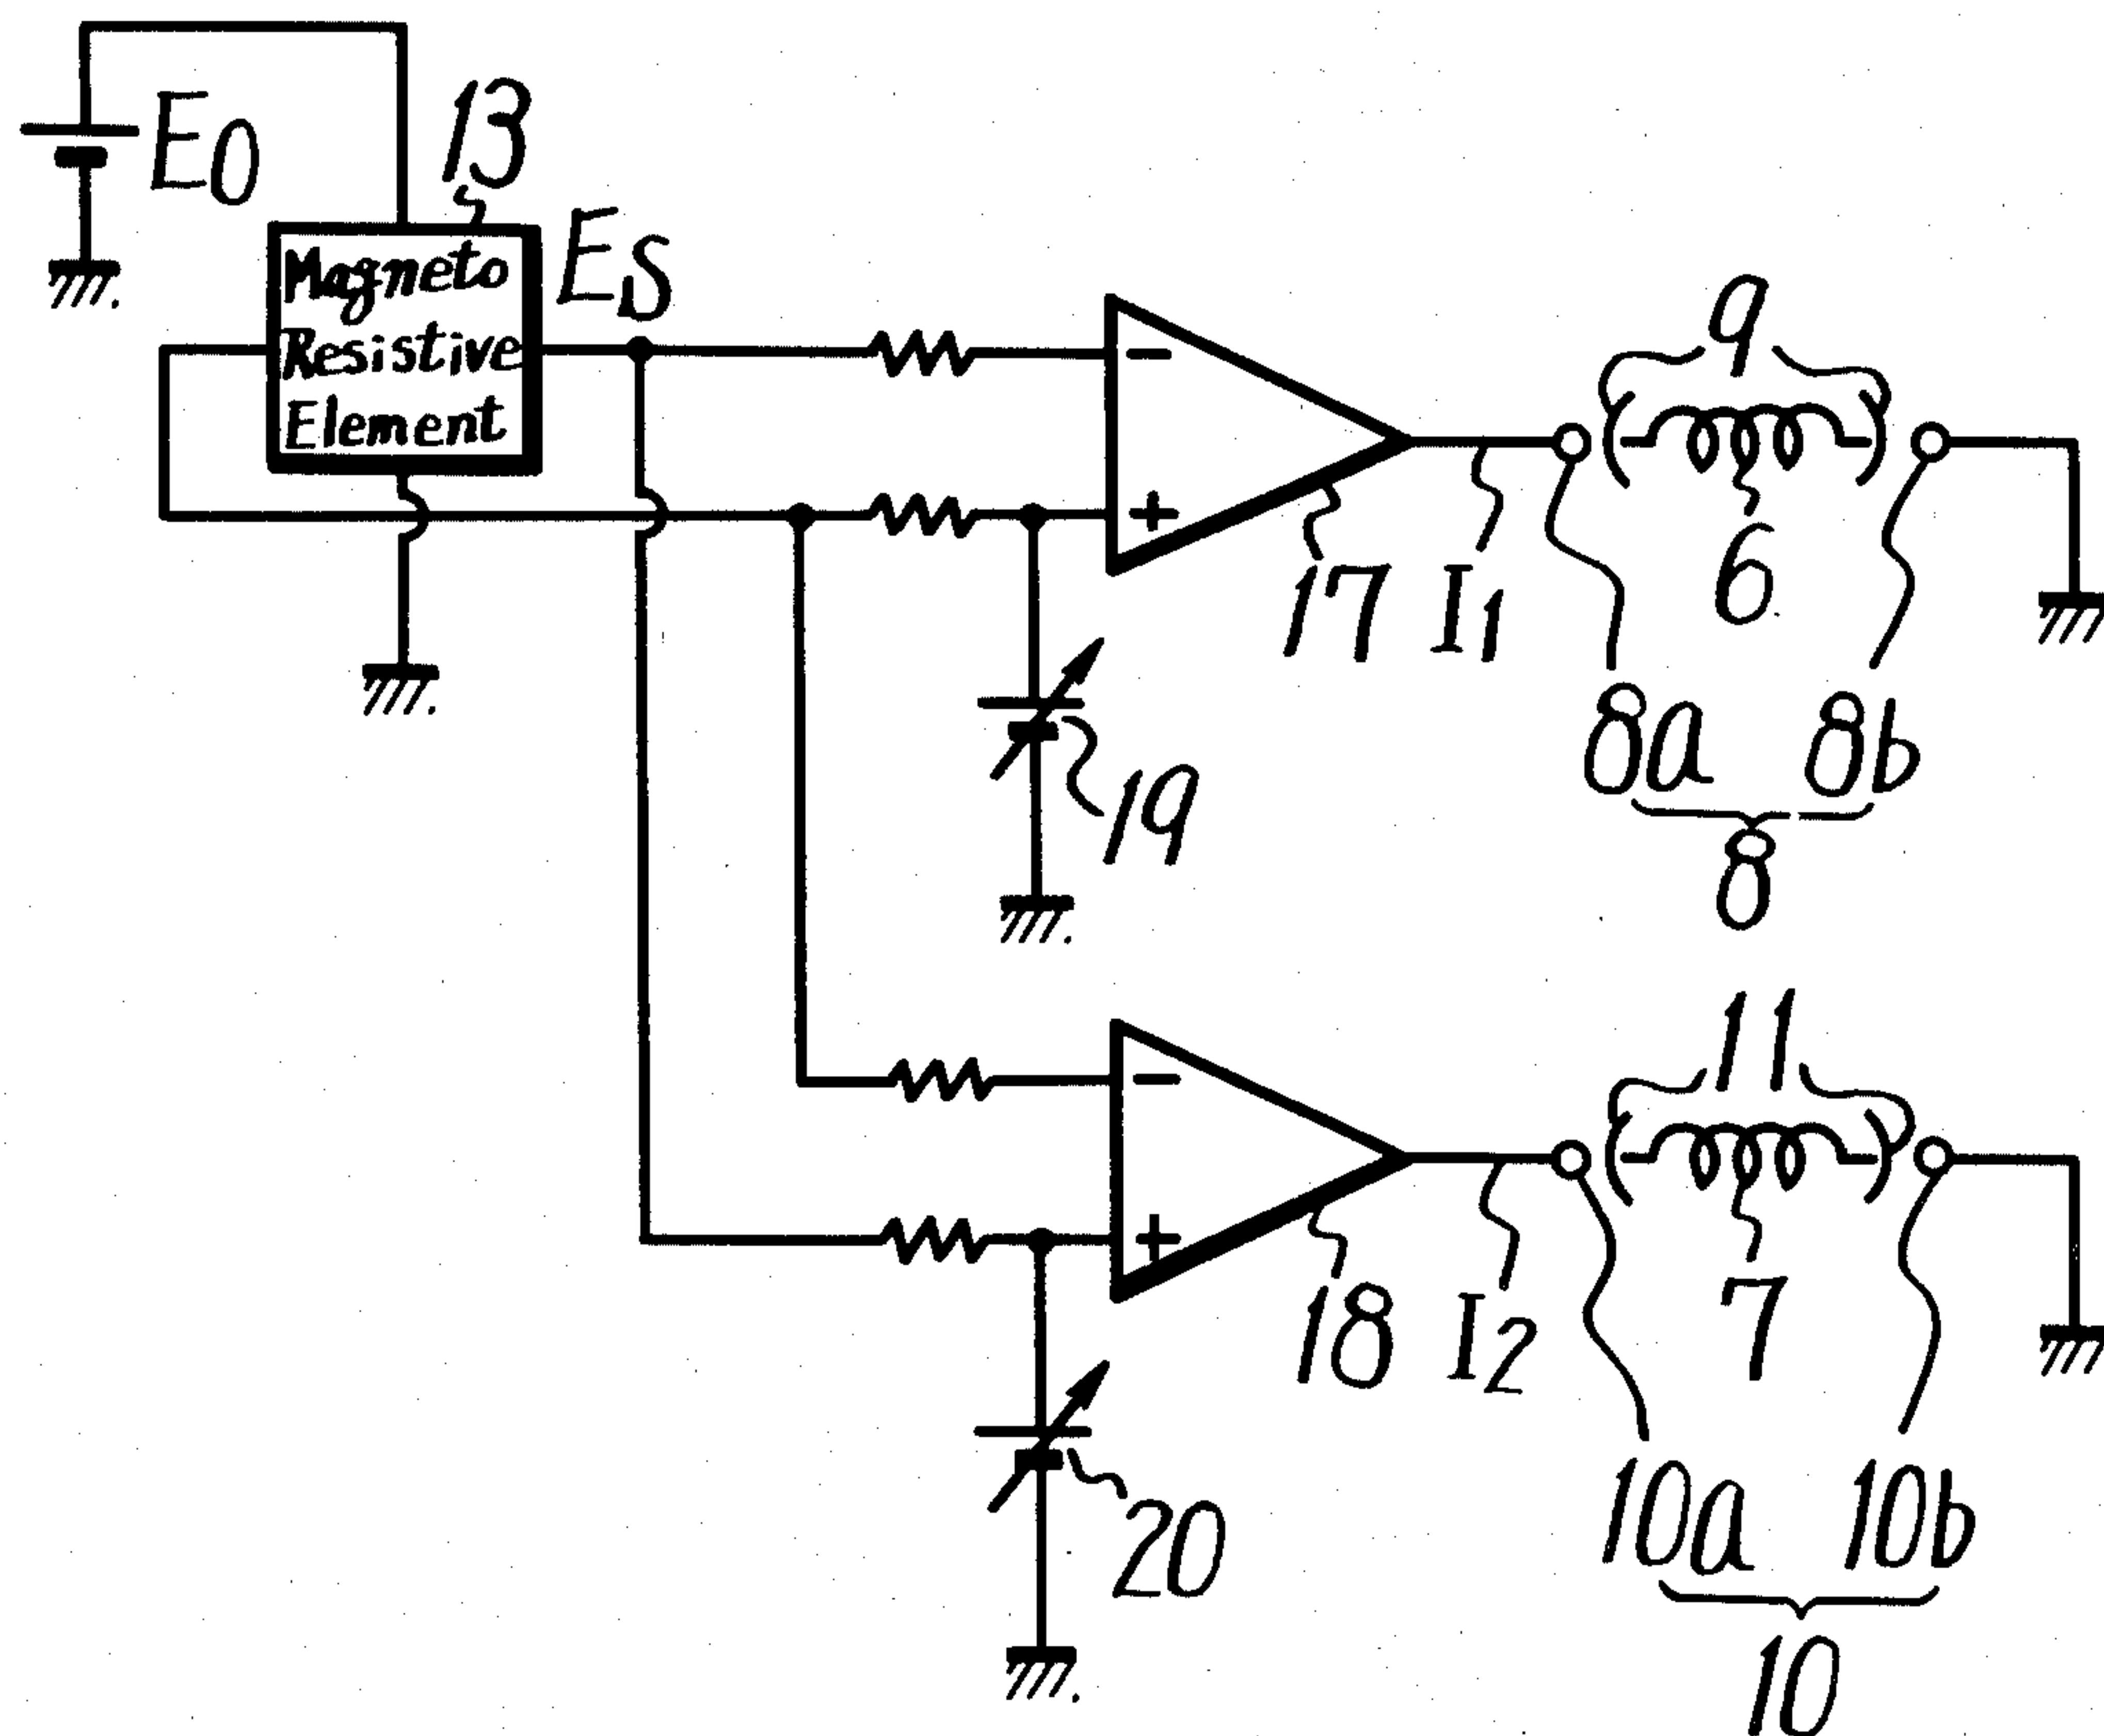 E0
13
Magneto
Resistive
Element
ES
−
+
9
6
17
I1
8a
8b
8
19
−
+
11
7
18
I2
10a
10b
10
20